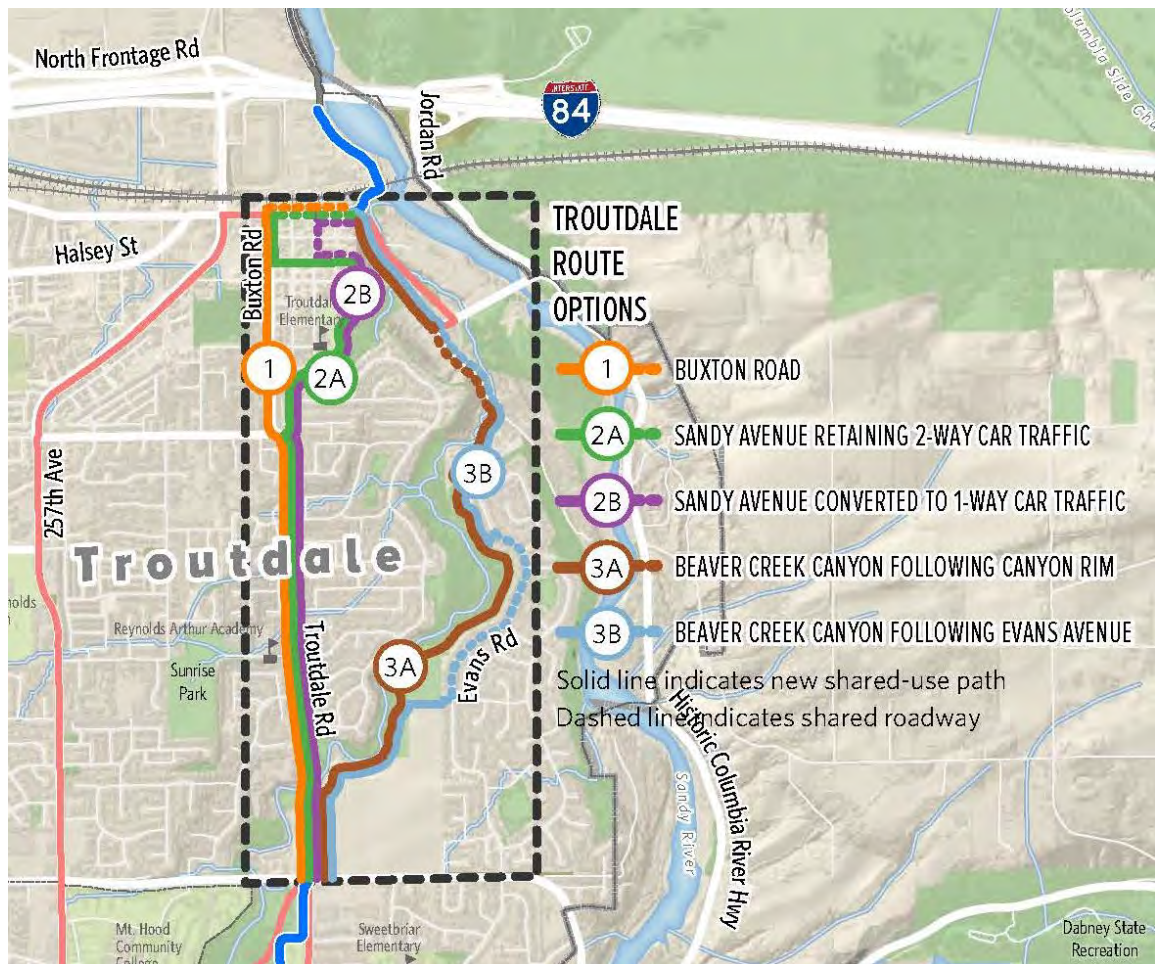 North Frontage Rd
Columbia Side Cha
INTERSTATE
84
Jordan Rd
Halsey St
Buxton Rd
257th Ave
TROUTDALE
ROUTE
OPTIONS
Troutdale
Elementary
2B
1
2A
3B
1 BUXTON ROAD
2A SANDY AVENUE RETAINING 2-WAY CAR TRAFFIC
2B SANDY AVENUE CONVERTED TO 1-WAY CAR TRAFFIC
3A BEAVER CREEK CANYON FOLLOWING CANYON RIM
3B BEAVER CREEK CANYON FOLLOWING EVANS AVENUE
Solid line indicates new shared-use path
Dashed line indicates shared roadway
Troutdale
Reynolds Arthur Academy
Sunrise
Park
Troutdale Rd
3A
Evans Rd
Historic Columbia River Hwy
Sandy River
Mt. Hood
Community
College
Sweetbriar
Elementary
Dabney State
Recreation